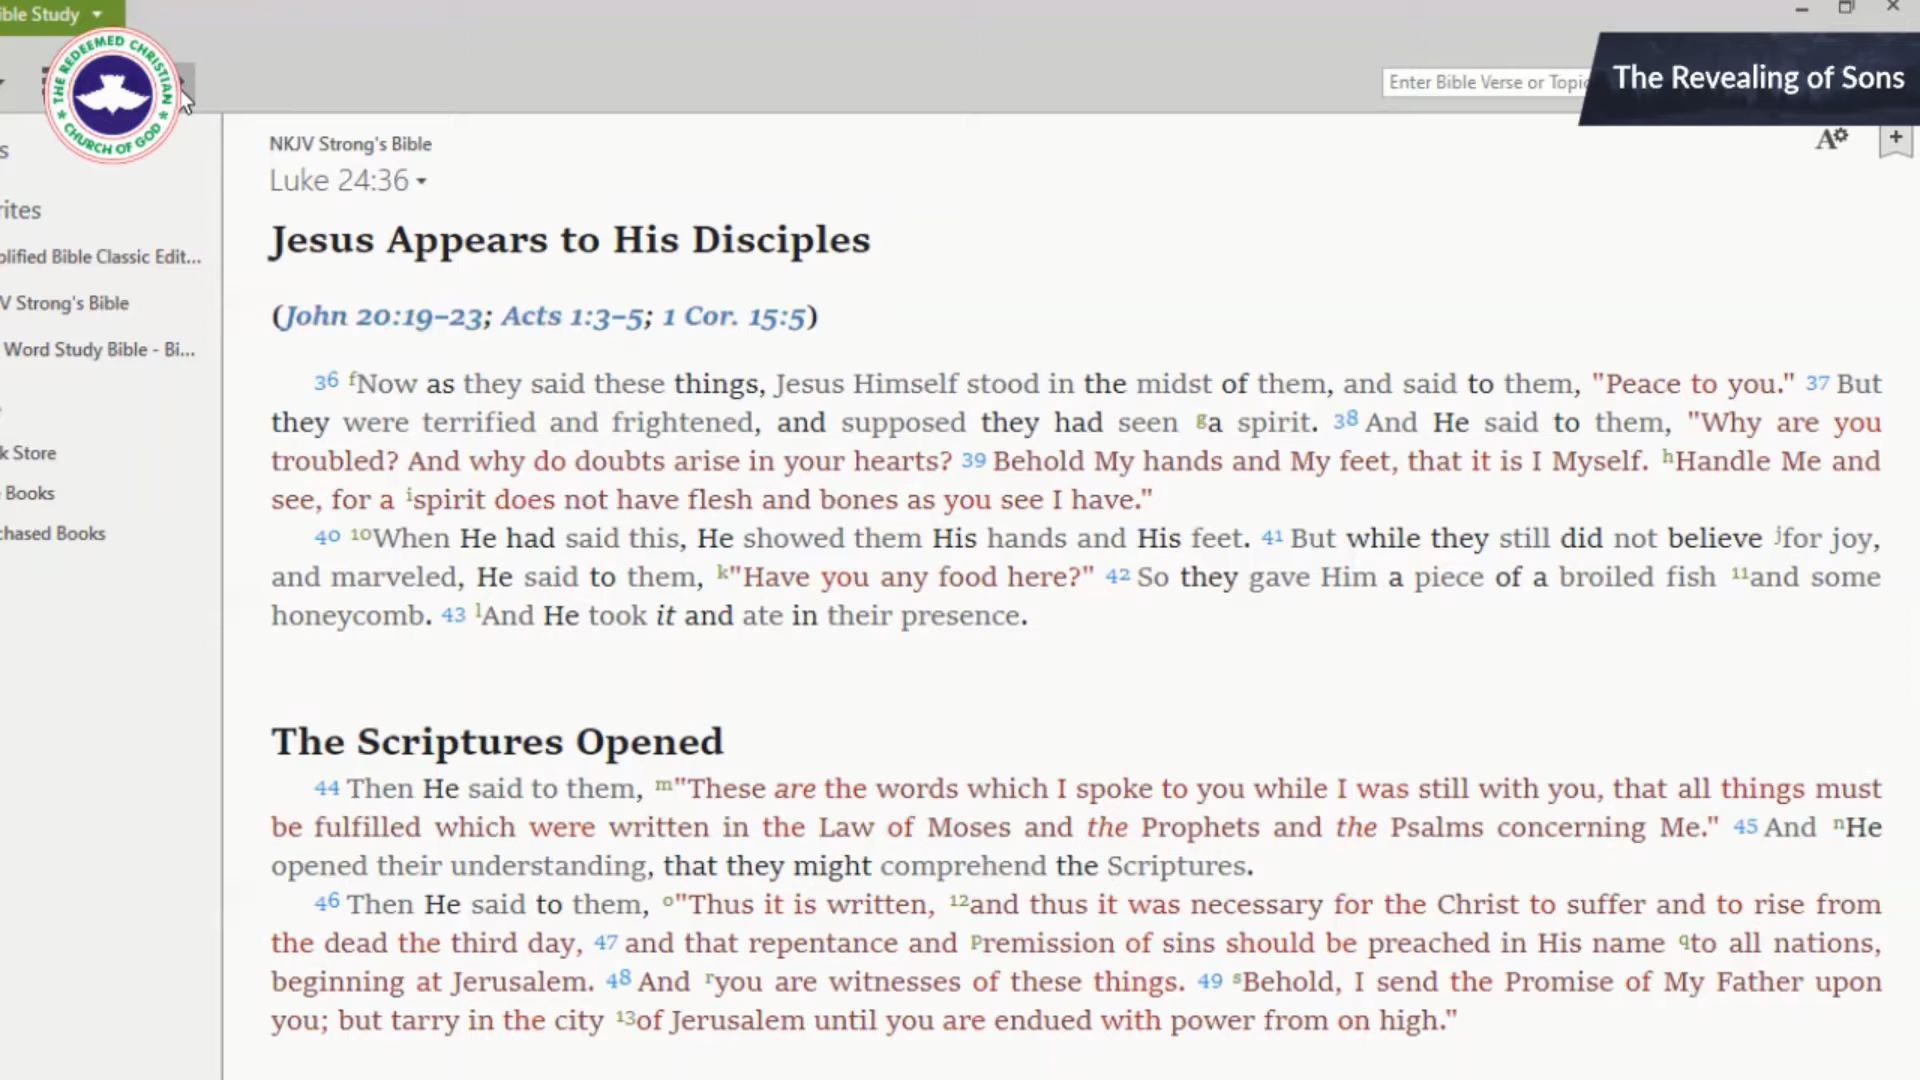 ible Study
THE REDEEMED CHRISTIAN
CHURCH OF GOD
Enter Bible Verse or Topic
The Revealing of Sons
s
rites
plified Bible Classic Edit...
V Strong's Bible
Word Study Bible - Bi...
k Store
Books
chased Books
NKJV Strong's Bible
Luke 24:36
Jesus Appears to His Disciples
(John 20:19–23; Acts 1:3–5; 1 Cor. 15:5)
36 fNow as they said these things, Jesus Himself stood in the midst of them, and said to them, "Peace to you." 37 But
they were terrified and frightened, and supposed they had seen ga spirit. 38 And He said to them, "Why are you
troubled? And why do doubts arise in your hearts? 39 Behold My hands and My feet, that it is I Myself. hHandle Me and
see, for a ispirit does not have flesh and bones as you see I have."
40 10When He had said this, He showed them His hands and His feet. 41 But while they still did not believe jfor joy,
and marveled, He said to them, k"Have you any food here?" 42 So they gave Him a piece of a broiled fish 11and some
honeycomb. 43 lAnd He took it and ate in their presence.
The Scriptures Opened
44 Then He said to them, m"These are the words which I spoke to you while I was still with you, that all things must
be fulfilled which were written in the Law of Moses and the Prophets and the Psalms concerning Me." 45 And nHe
opened their understanding, that they might comprehend the Scriptures.
46 Then He said to them, o"Thus it is written, 12and thus it was necessary for the Christ to suffer and to rise from
the dead the third day, 47 and that repentance and premission of sins should be preached in His name qto all nations,
beginning at Jerusalem. 48 And ryou are witnesses of these things. 49 sBehold, I send the Promise of My Father upon
you; but tarry in the city 13of Jerusalem until you are endued with power from on high."